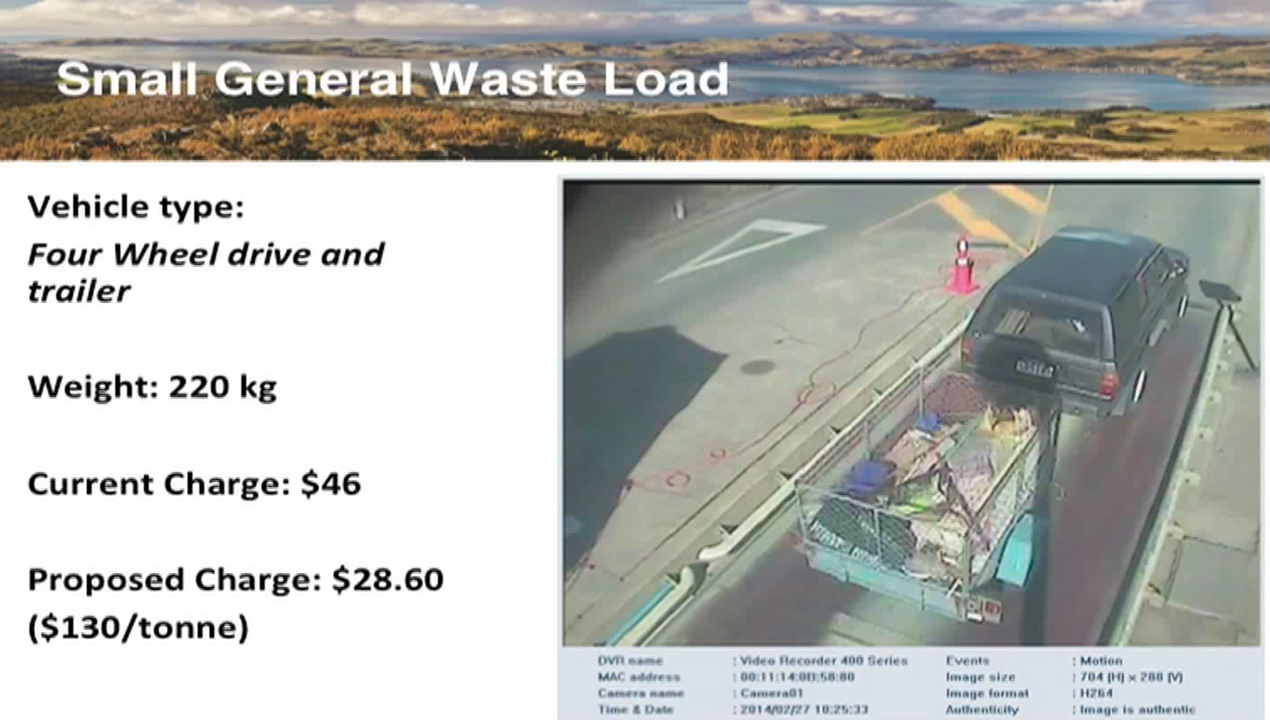 Small General Waste Load
Vehicle type:
Four Wheel drive and
trailer
Weight: 220 kg
Current Charge: $46
Proposed Charge: $28.60
($130/tonne)
DVR name : Video Recorder 400 Series Events : Motion
MAC address : 00:11:14:0D:58:80 Image size : 704 (H) x 288 (V)
Camera name : Camera01 Image format : H264
Time & Date : 2014/02/27 10:25:33 Authenticity : Image is authentic